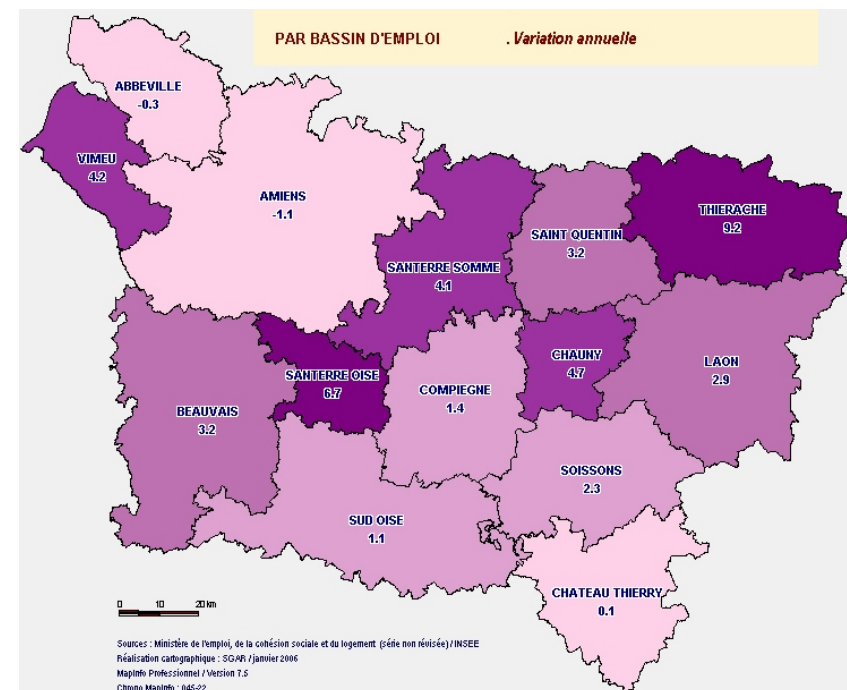 PAR BASSIN D'EMPLOI . Variation annuelle
ABBEVILLE
-0.3
VIMEU
4.2
AMIENS
-1.1
THIERACHE
9.2
SAINT QUENTIN
3.2
SANTERRE SOMME
4.1
CHAUNY
4.7
LAON
2.9
SANTERRE OISE
6.7
COMPIEGNE
1.4
BEAUVAIS
3.2
SOISSONS
2.3
SUD OISE
1.1
CHATEAU THIERRY
0.1
0 10 20 km
Sources : Ministère de l'emploi, de la cohésion sociale et du logement (série non révisée) / INSEE
Réalisation cartographique : SGAR / janvier 2006
MapInfo Professionnel / Version 7.5
Chrono MapInfo : 045-22